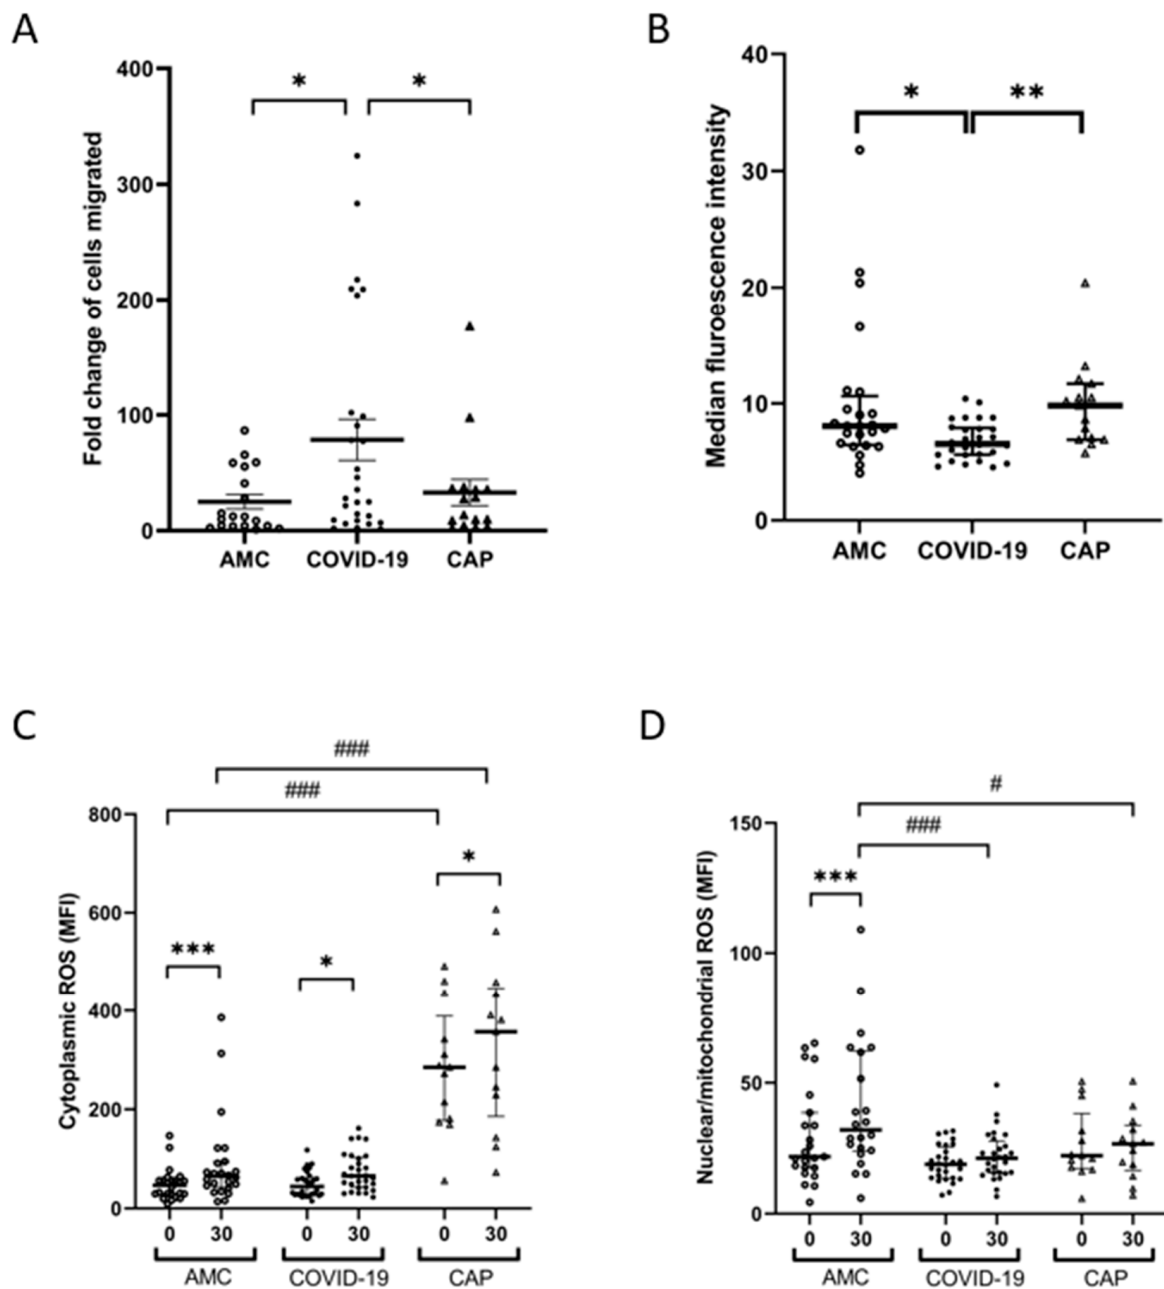 A
Fold change of cells migrated
400
300
200
100
0
* *
AMC COVID-19 CAP
B
Median fluroescence intensity
40
30
20
10
0
* **
AMC COVID-19 CAP
C
Cytoplasmic ROS (MFI)
800
600
400
200
0
###
###
*
***
*
0 30 0 30 0 30
AMC COVID-19 CAP
D
Nuclear/mitochondrial ROS (MFI)
150
100
50
0
#
###
***
0 30 0 30 0 30
AMC COVID-19 CAP